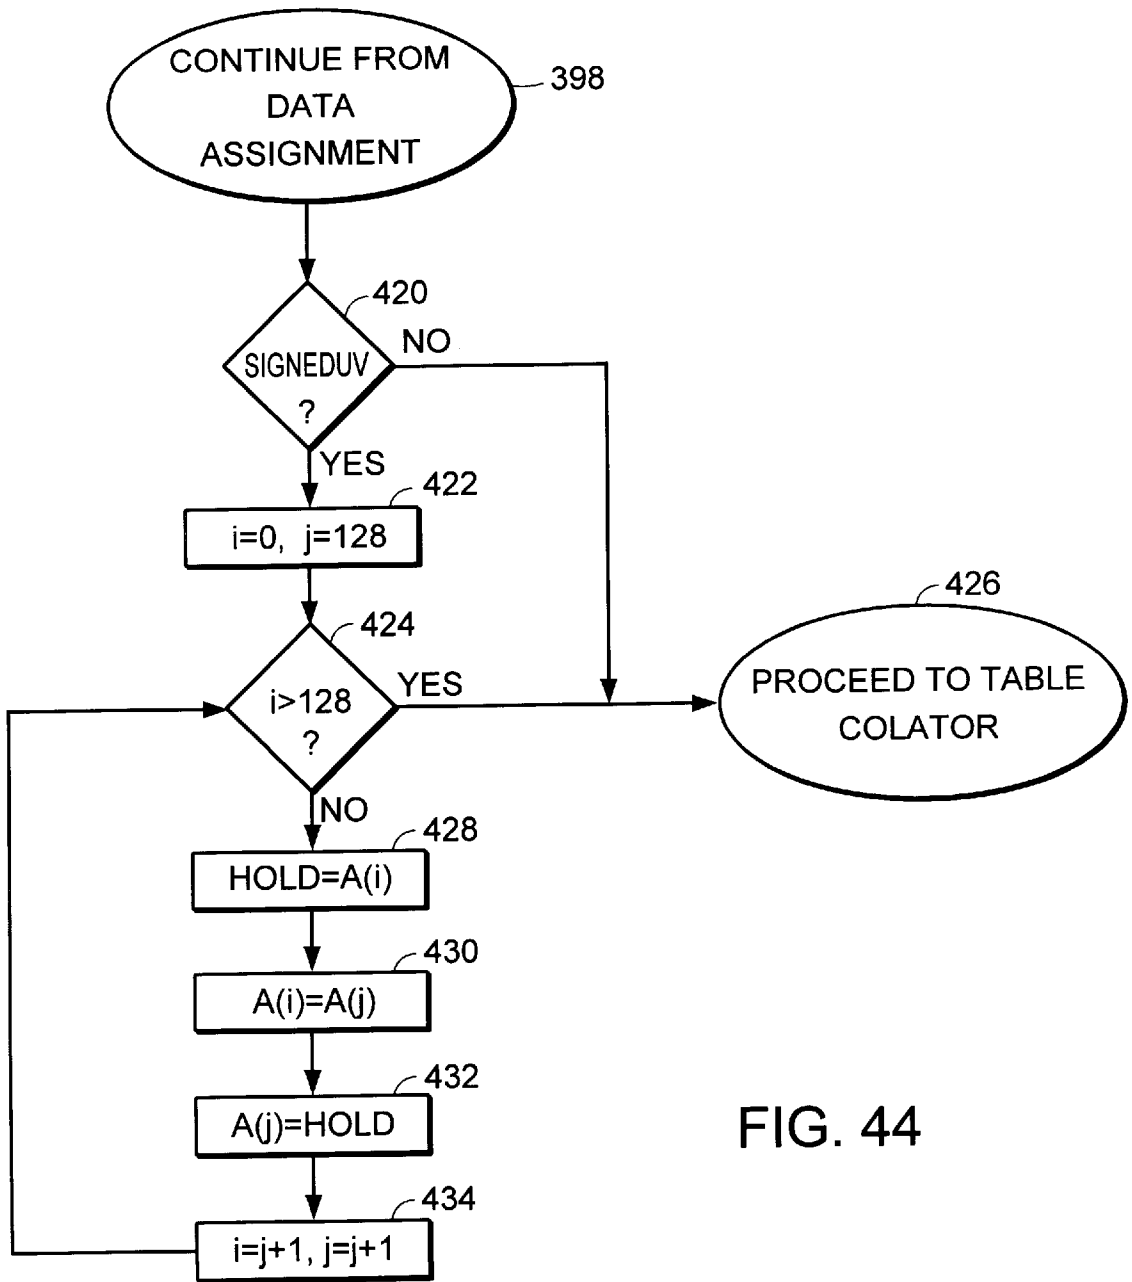 CONTINUE FROM
DATA
ASSIGNMENT
398
420
SIGNEDUV
?
NO
YES
422
i=0, j=128
424
i>128
?
YES
426
PROCEED TO TABLE
COLATOR
NO
428
HOLD=A(i)
430
A(i)=A(j)
432
A(j)=HOLD
434
i=j+1, j=j+1
FIG. 44